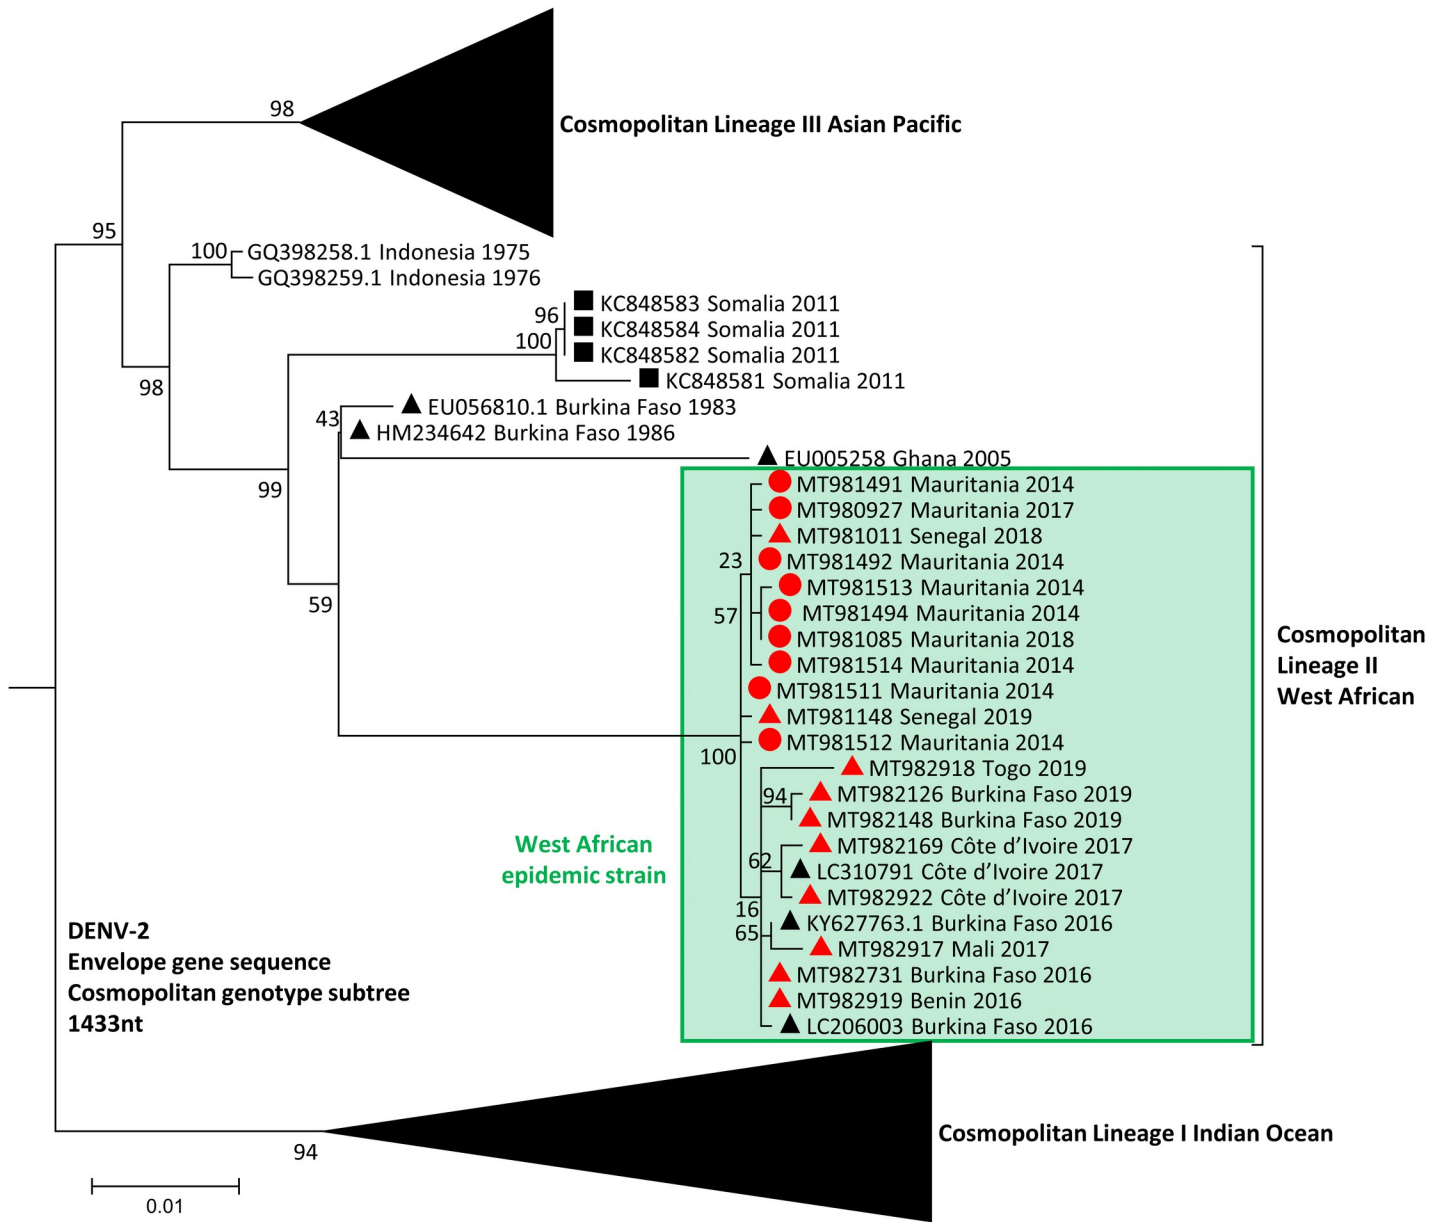 98
Cosmopolitan Lineage III Asian Pacific
95
100
GQ398258.1 Indonesia 1975
GQ398259.1 Indonesia 1976
KC848583 Somalia 2011
96
KC848584 Somalia 2011
100
KC848582 Somalia 2011
KC848581 Somalia 2011
98
EU056810.1 Burkina Faso 1983
43
HM234642 Burkina Faso 1986
EU005258 Ghana 2005
99
MT981491 Mauritania 2014
MT980927 Mauritania 2017
MT981011 Senegal 2018
23
MT981492 Mauritania 2014
MT981513 Mauritania 2014
59
57
MT981494 Mauritania 2014
MT981085 Mauritania 2018
MT981514 Mauritania 2014
MT981511 Mauritania 2014
MT981148 Senegal 2019
MT981512 Mauritania 2014
100
MT982918 Togo 2019
94
MT982126 Burkina Faso 2019
MT982148 Burkina Faso 2019
MT982169 Côte d’Ivoire 2017
62
LC310791 Côte d’Ivoire 2017
MT982922 Côte d’Ivoire 2017
16
KY627763.1 Burkina Faso 2016
65
MT982917 Mali 2017
MT982731 Burkina Faso 2016
MT982919 Benin 2016
LC206003 Burkina Faso 2016
Cosmopolitan
Lineage II
West African
West African
epidemic strain
DENV-2
Envelope gene sequence
Cosmopolitan genotype subtree
1433nt
94
Cosmopolitan Lineage I Indian Ocean
0.01